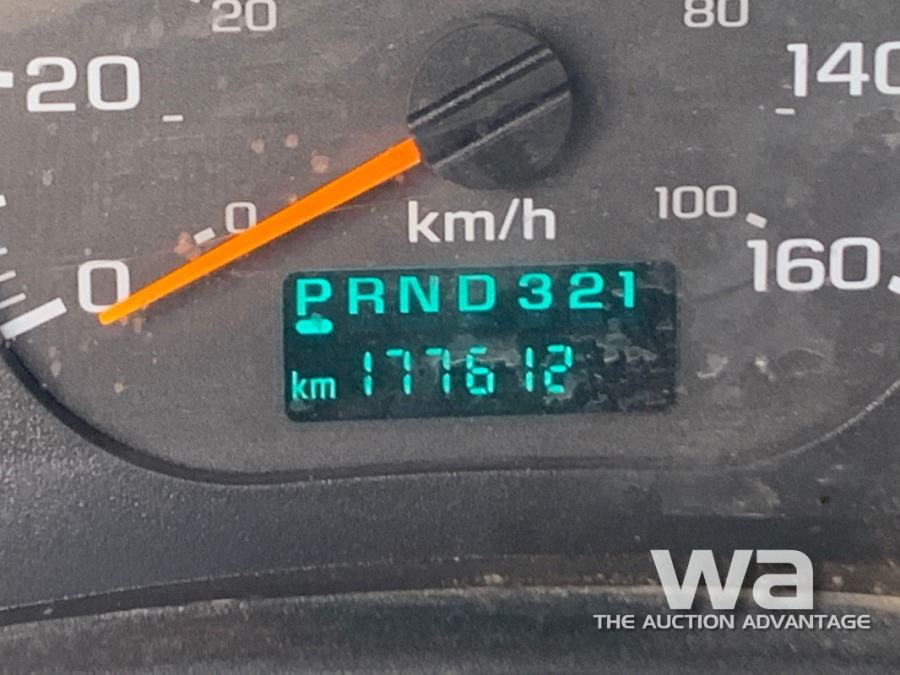 20 80
20 140
0 100
km/h
0 160
PRND321
km 177612
wa
THE AUCTION ADVANTAGE